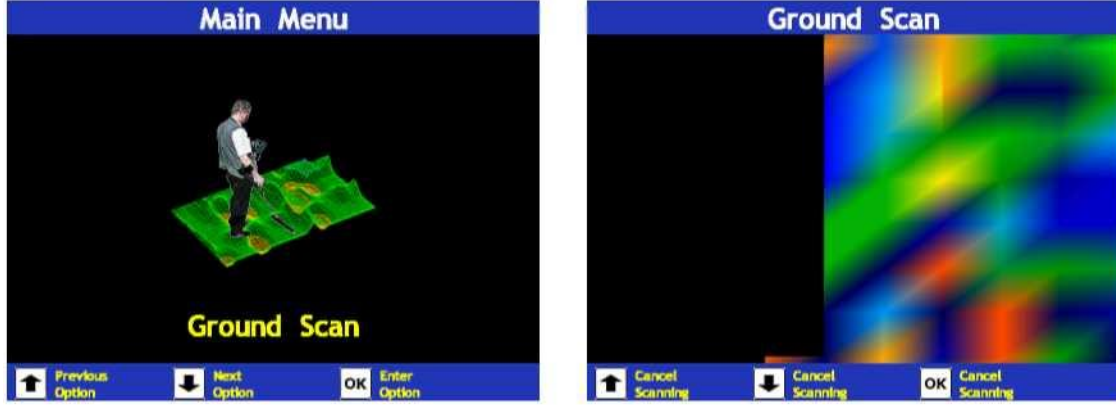 Main Menu
Ground Scan
Previous
Option
Next
Option
OK
Enter
Option
Ground Scan
Cancel
Scanning
Cancel
Scanning
OK
Cancel
Scanning